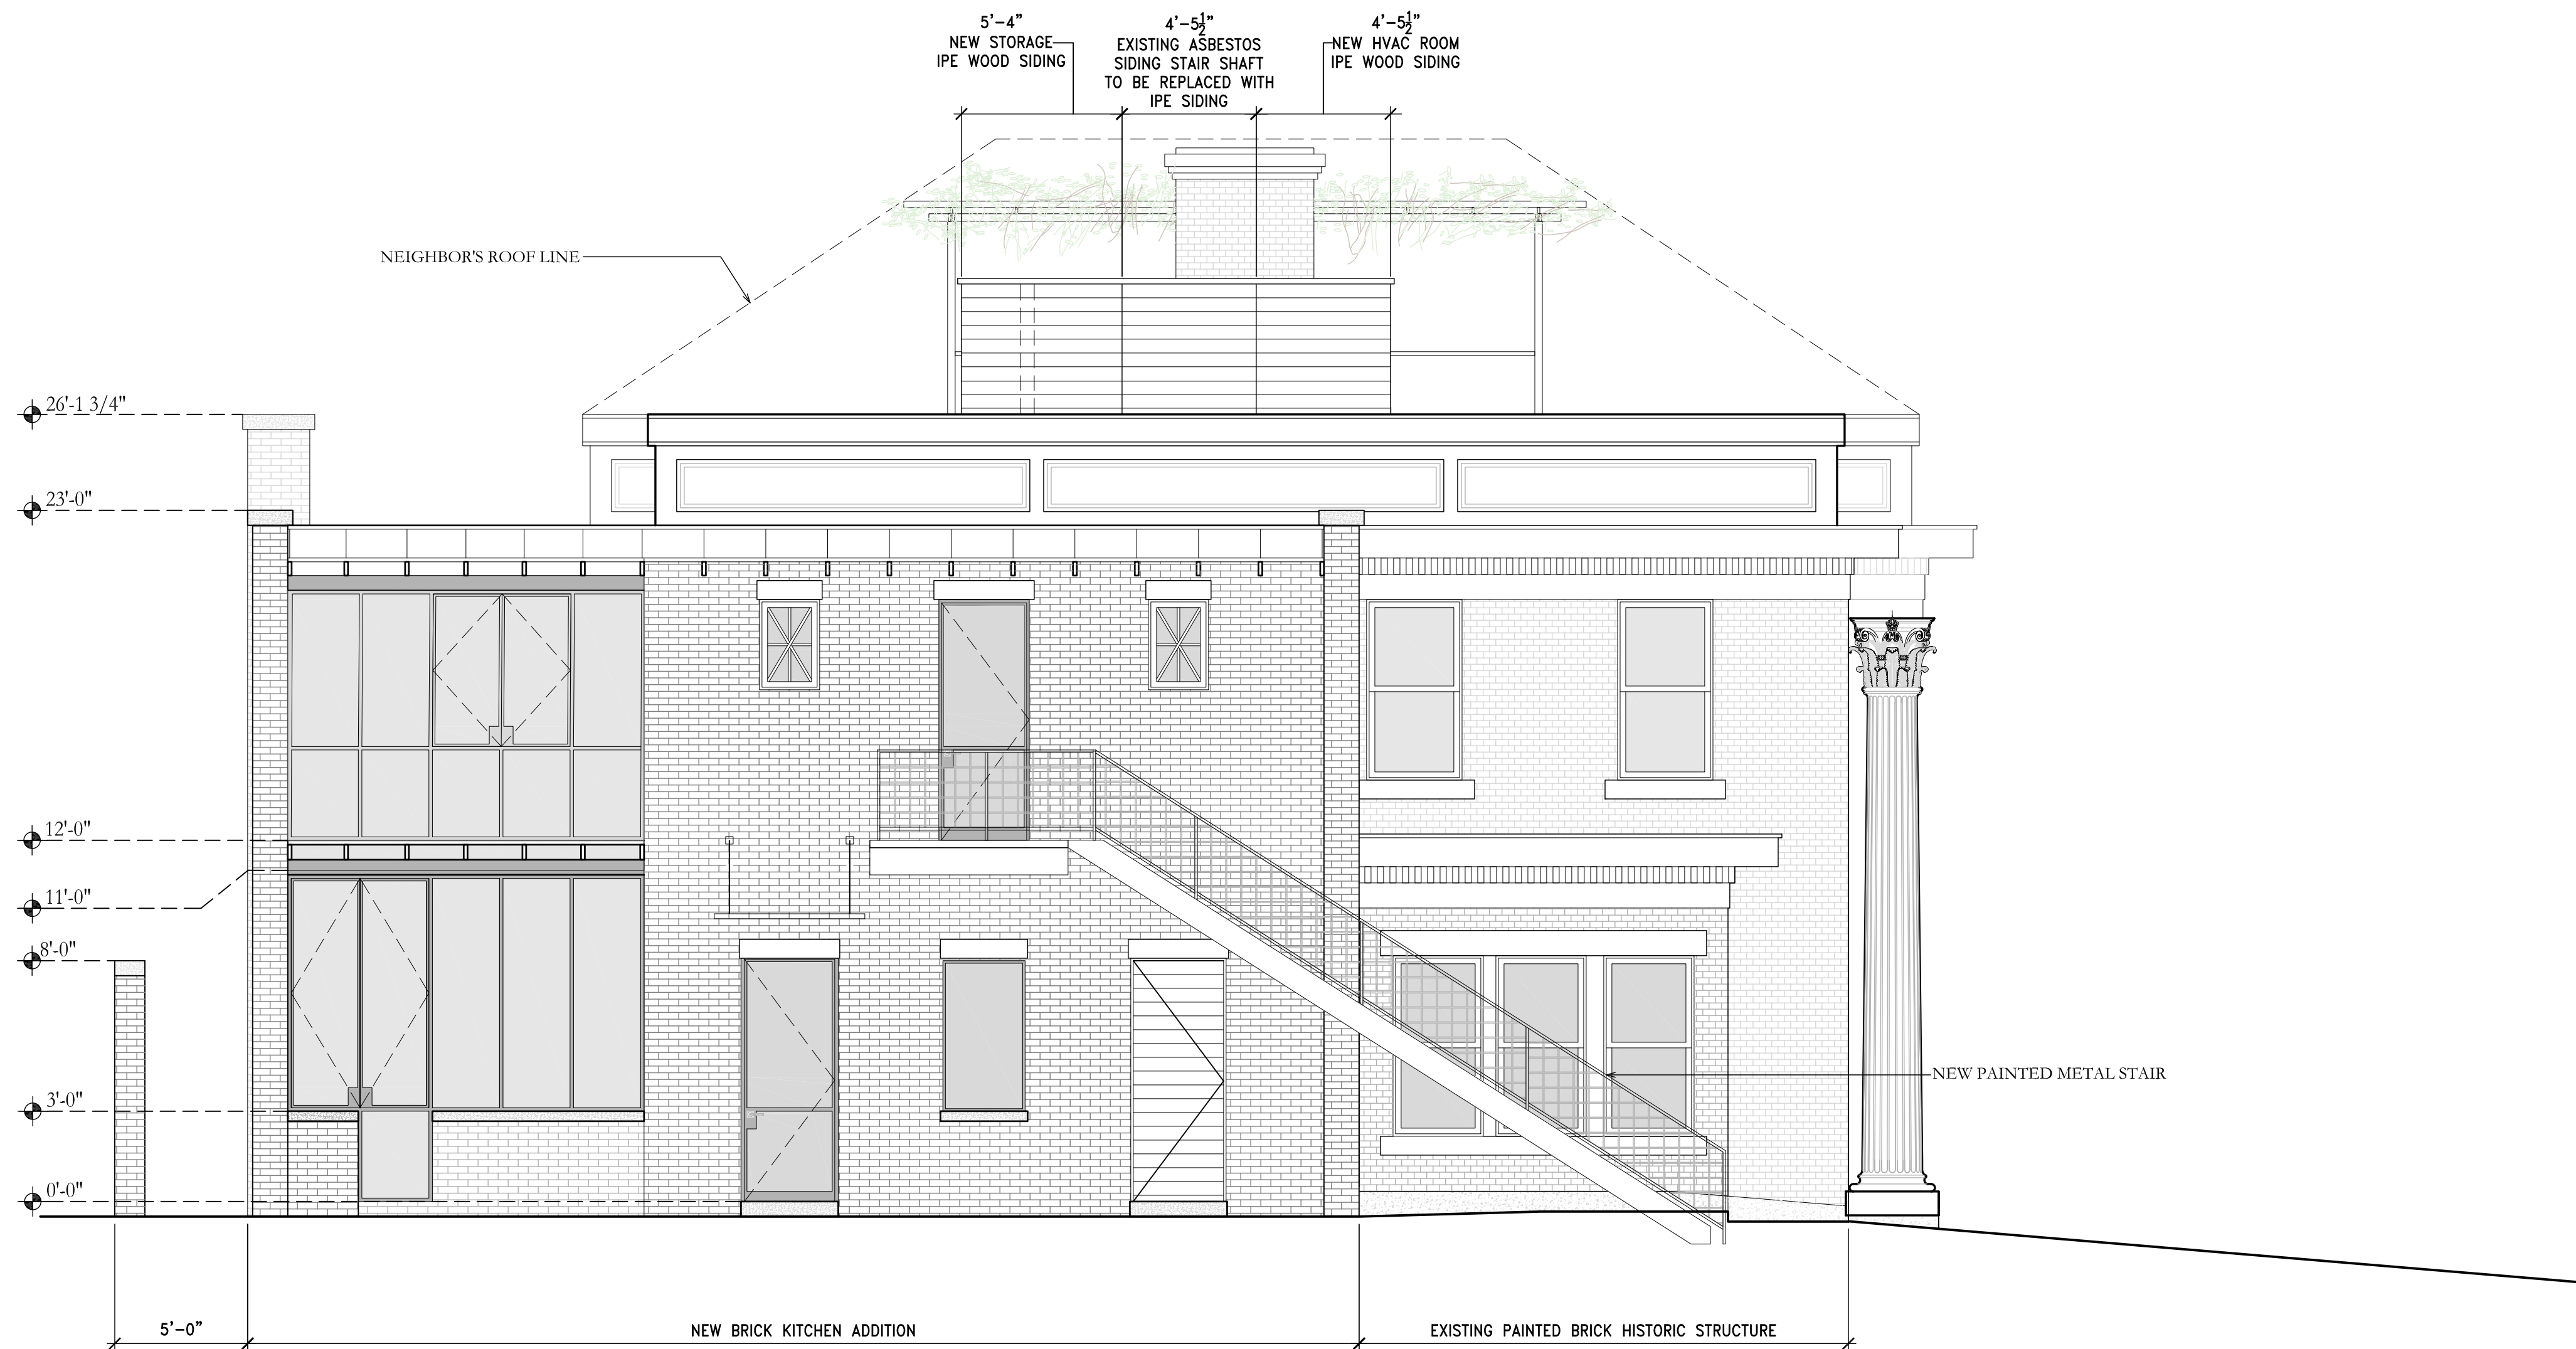 5’-4”
NEW STORAGE
IPE WOOD SIDING
4’-5½”
EXISTING ASBESTOS
SIDING STAIR SHAFT
TO BE REPLACED WITH
IPE SIDING
4’-5½”
NEW HVAC ROOM
IPE WOOD SIDING
NEIGHBOR'S ROOF LINE
26'-1 3/4"
23'-0"
12'-0"
11'-0"
8'-0"
3'-0"
0'-0"
NEW PAINTED METAL STAIR
5’-0”
NEW BRICK KITCHEN ADDITION
EXISTING PAINTED BRICK HISTORIC STRUCTURE